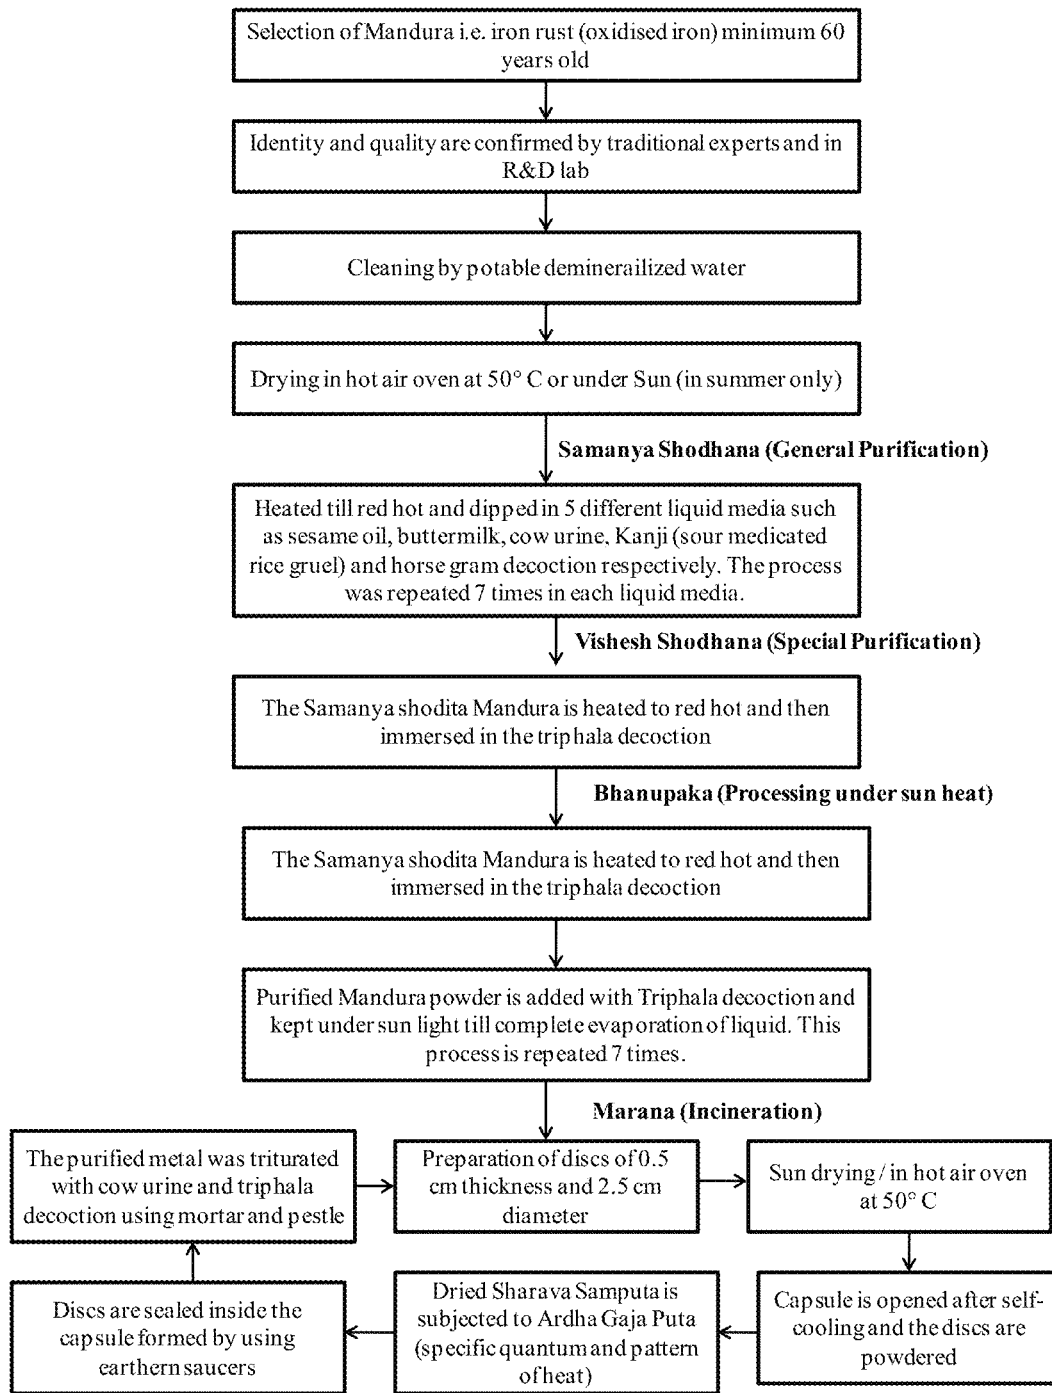 Selection of Mandura i.e. iron rust (oxidised iron) minimum 60
years old
Identity and quality are confirmed by traditional experts and in
R&D lab
Cleaning by potable deminerailized water
Drying in hot air oven at 50° C or under Sun (in summer only)
Samanya Shodhana (General Purification)
Heated till red hot and dipped in 5 different liquid media such
as sesame oil, buttermilk, cow urine, Kanji (sour medicated
rice gruel) and horse gram decoction respectively. The process
was repeated 7 times in each liquid media.
Vishesh Shodhana (Special Purification)
The Samanya shodita Mandura is heated to red hot and then
immersed in the triphala decoction
Bhanupaka (Processing under sun heat)
The Samanya shodita Mandura is heated to red hot and then
immersed in the triphala decoction
Purified Mandura powder is added with Triphala decoction and
kept under sun light till complete evaporation of liquid. This
process is repeated 7 times.
Marana (Incineration)
The purified metal was triturated
with cow urine and triphala
decoction using mortar and pestle
Preparation of discs of 0.5
cm thickness and 2.5 cm
diameter
Sun drying / in hot air oven
at 50° C
Discs are sealed inside the
capsule formed by using
earthern saucers
Dried Sharava Samputa is
subjected to Ardha Gaja Puta
(specific quantum and pattern
of heat)
Capsule is opened after self-
cooling and the discs are
powdered